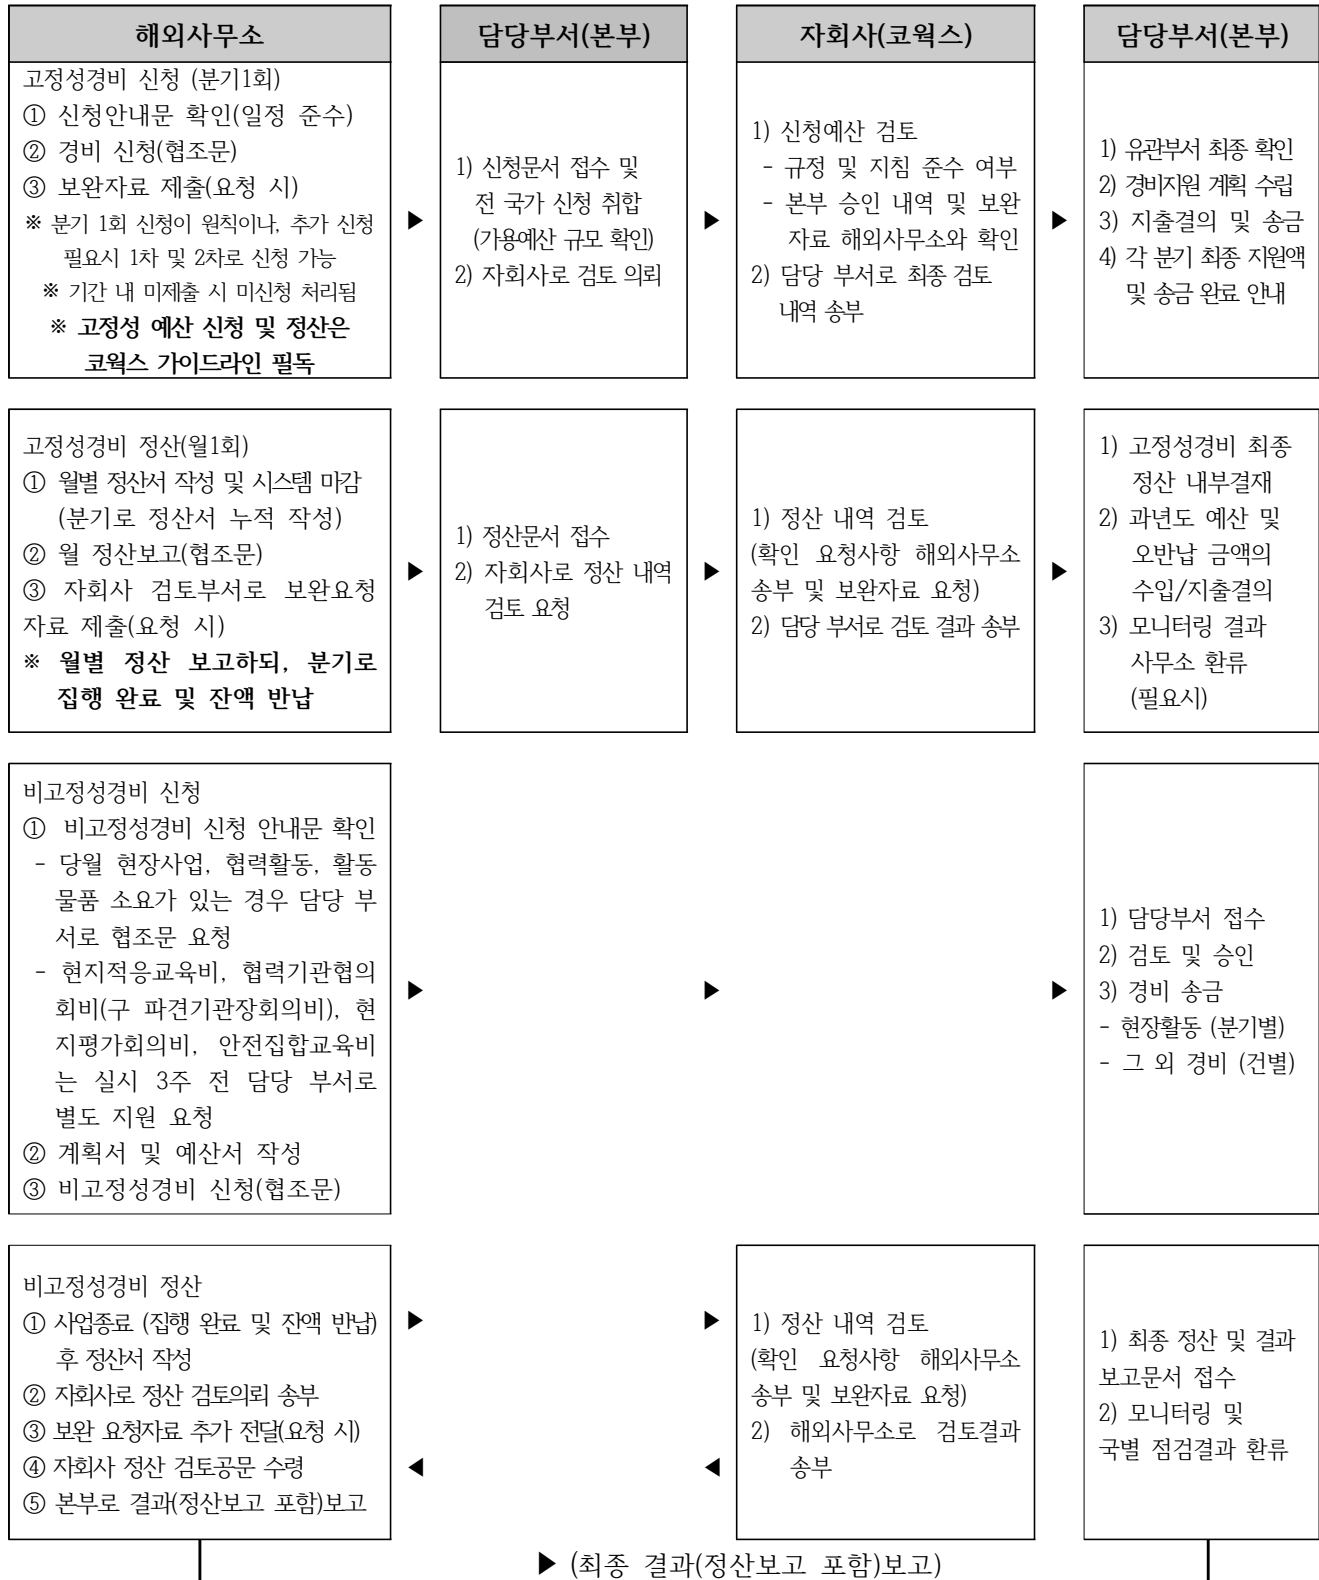 해외사무소
담당부서(본부)
자회사(코웍스)
담당부서(본부)
고정성경비 신청 (분기1회)
① 신청안내문 확인(일정 준수)
② 경비 신청(협조문)
③ 보완자료 제출(요청 시)
※ 분기 1회 신청이 원칙이나, 추가 신청
필요시 1차 및 2차로 신청 가능
※ 기간 내 미제출 시 미신청 처리됨
※ 고정성 예산 신청 및 정산은
코웍스 가이드라인 필독
▶
1) 신청문서 접수 및
전 국가 신청 취합
(가용예산 규모 확인)
2) 자회사로 검토 의뢰
▶
1) 신청예산 검토
- 규정 및 지침 준수 여부
- 본부 승인 내역 및 보완
자료 해외사무소와 확인
2) 담당 부서로 최종 검토
내역 송부
▶
1) 유관부서 최종 확인
2) 경비지원 계획 수립
3) 지출결의 및 송금
4) 각 분기 최종 지원액
및 송금 완료 안내
고정성경비 정산(월1회)
① 월별 정산서 작성 및 시스템 마감
(분기로 정산서 누적 작성)
② 월 정산보고(협조문)
③ 자회사 검토부서로 보완요청
자료 제출(요청 시)
※ 월별 정산 보고하되, 분기로
집행 완료 및 잔액 반납
▶
1) 정산문서 접수
2) 자회사로 정산 내역
검토 요청
▶
1) 정산 내역 검토
(확인 요청사항 해외사무소
송부 및 보완자료 요청)
2) 담당 부서로 검토 결과 송부
▶
1) 고정성경비 최종
정산 내부결재
2) 과년도 예산 및
오반납 금액의
수입/지출결의
3) 모니터링 결과
사무소 환류
(필요시)
비고정성경비 신청
① 비고정성경비 신청 안내문 확인
- 당월 현장사업, 협력활동, 활동
물품 소요가 있는 경우 담당 부
서로 협조문 요청
- 현지적응교육비, 협력기관협의
회비(구 파견기관장회의비), 현
지평가회의비, 안전집합교육비
는 실시 3주 전 담당 부서로
별도 지원 요청
② 계획서 및 예산서 작성
③ 비고정성경비 신청(협조문)
▶
▶
▶
1) 담당부서 접수
2) 검토 및 승인
3) 경비 송금
- 현장활동 (분기별)
- 그 외 경비 (건별)
비고정성경비 정산
① 사업종료 (집행 완료 및 잔액 반납)
후 정산서 작성
② 자회사로 정산 검토의뢰 송부
③ 보완 요청자료 추가 전달(요청 시)
④ 자회사 정산 검토공문 수령
⑤ 본부로 결과(정산보고 포함)보고
▶
▶
◀
◀
1) 정산 내역 검토
(확인 요청사항 해외사무소
송부 및 보완자료 요청)
2) 해외사무소로 검토결과
송부
1) 최종 정산 및 결과
보고문서 접수
2) 모니터링 및
국별 점검결과 환류
▶ (최종 결과(정산보고 포함)보고)